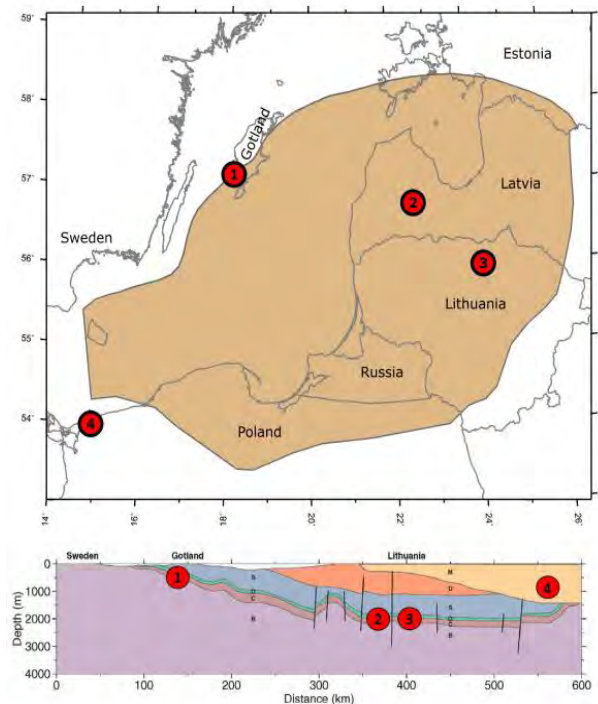 59'
58'
57'
56'
55'
54'
14'
16'
18'
20'
22'
24'
26'
Estonia
Gotland
1
Latvia
2
Sweden
3
Lithuania
Russia
4
Poland
Sweden
Gotland
Lithuania
0
1000
2000
3000
4000
Depth (m)
1
S
O
C
B
2
3
M
D
S
O
C
B
4
0
100
200
300
400
500
600
Distance (km)